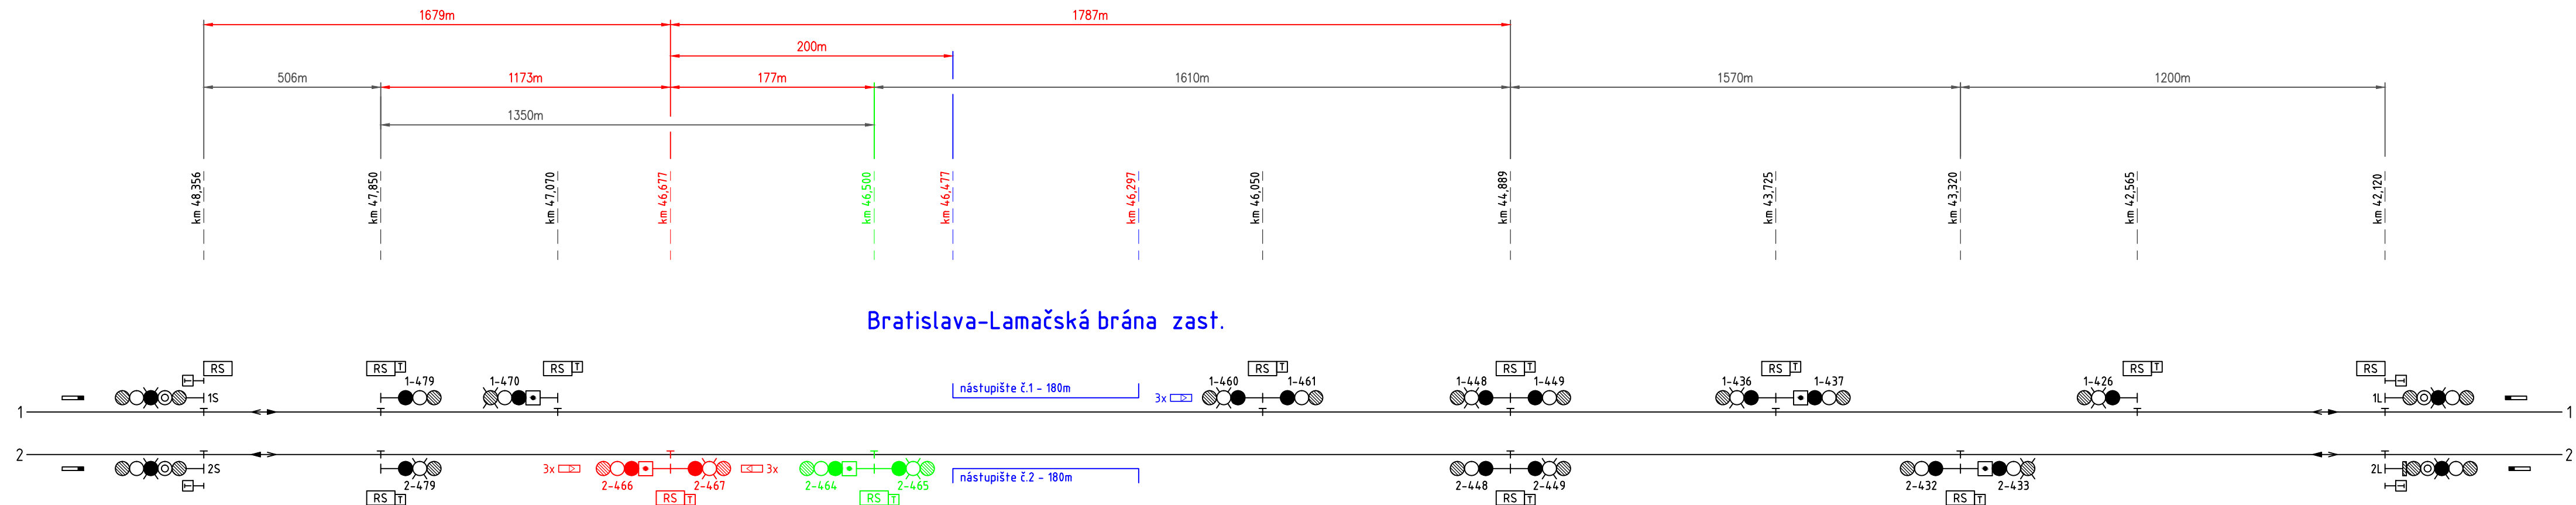 1679m 1787m
200m
506m 1173m 177m 1610m 1570m 1200m
1350m
km 48,356 km 47,850 km 47,070 km 46,677 km 46,500 km 46,477 km 46,297 km 46,050 km 44,889 km 43,725 km 43,320 km 42,565 km 42,120
Bratislava-Lamačská brána zast.
RS RS T RS T RS T RS T RS T RS T RS
1-479 1-470 1-460 1-461 1-448 1-449 1-436 1-437 1-426
nástupište č.1 - 180m
1S 3x 1L
1 1
2 2
2S 3x 3x 2L
nástupište č.2 - 180m
2-479 2-466 2-467 2-464 2-465 2-448 2-449 2-432 2-433
RS T RS T RS T RS T RS T